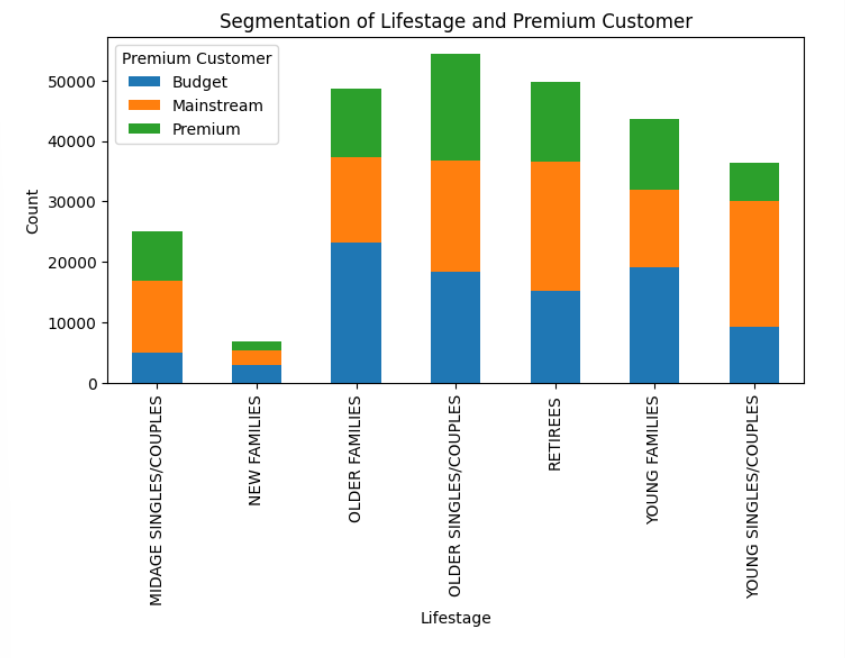 Segmentation of Lifestage and Premium Customer
Premium Customer
Budget
Mainstream
Premium
Count
50000
40000
30000
20000
10000
0
MIDAGE SINGLES/COUPLES
NEW FAMILIES
OLDER FAMILIES
OLDER SINGLES/COUPLES
RETIREES
YOUNG FAMILIES
YOUNG SINGLES/COUPLES
Lifestage